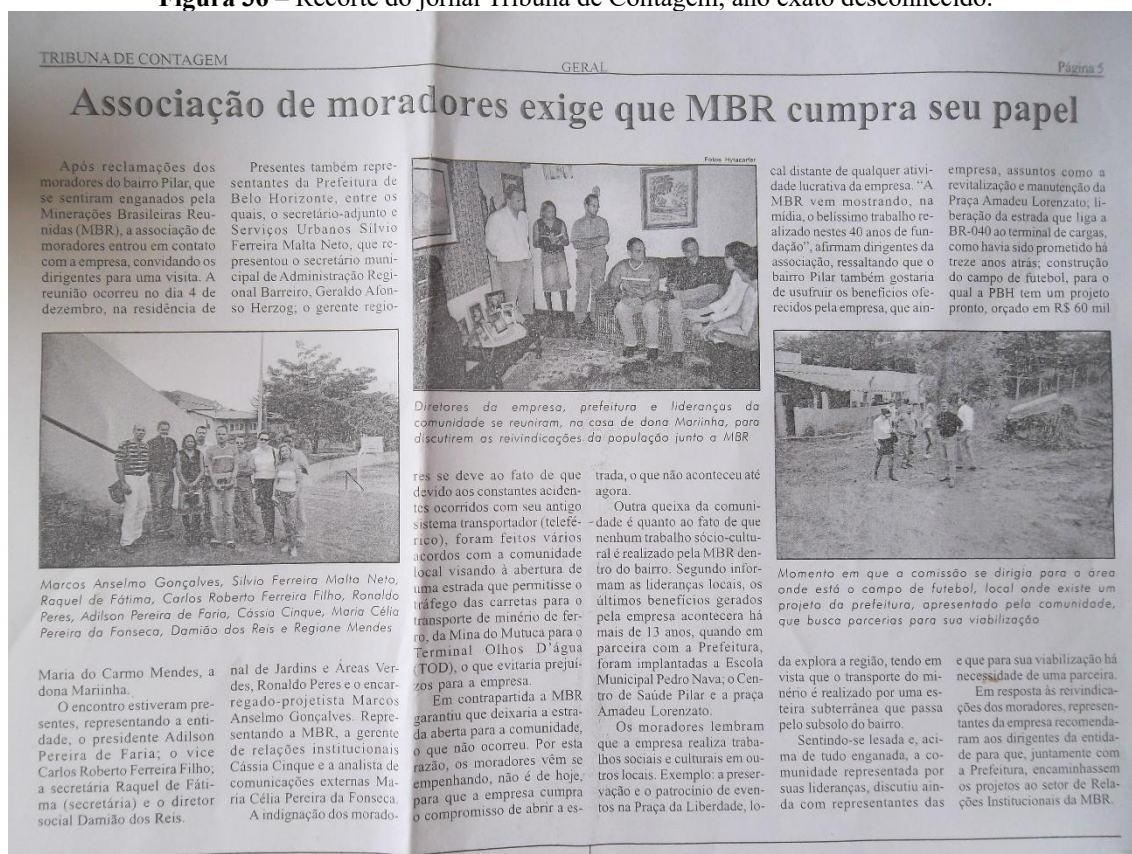 Figura 36 – Recorte do jornal Tribuna de Contagem, ano exato desconhecido.
TRIBUNA DE CONTAGEM
GERAL
Página 5
Associação de moradores exige que MBR cumpra seu papel
Após reclamações dos
moradores do bairro Pilar, que
se sentiram enganados pela
Minerações Brasileiras Reu-
nidas (MBR), a associação de
moradores entrou em contato
com a empresa, convidando os
dirigentes para uma visita. A
reunião ocorreu no dia 4 de
dezembro, na residência de
Maria do Carmo Mendes, a
dona Mariinha.
O encontro estiveram pre-
sentes, representando a enti-
dade, o presidente Adilson
Pereira de Faria; o vice
Carlos Roberto Ferreira Filho;
a secretária Raquel de Fáti-
ma (secretária) e o diretor
social Damião dos Reis.
Presentes também repre-
sentantes da Prefeitura de
Belo Horizonte, entre os
quais, o secretário-adjunto e
Serviços Urbanos Silvio
Ferreira Malta Neto, que re-
presentou o secretário muni-
cipal de Administração Regi-
onal Barreiro, Geraldo Afon-
so Herzog; o gerente regio-
nal de Jardins e Áreas Ver-
des, Ronaldo Peres e o encar-
regado-projetista Marcos
Anselmo Gonçalves. Repre-
sentando a MBR, a gerente
de relações institucionais
Cássia Cinque e a analista de
comunicações externas Ma-
ria Célia Pereira da Fonseca.
A indignação dos morado-
res se deve ao fato de que
devido aos constantes aciden-
tes ocorridos com seu antigo
sistema transportador (telefé-
rico), foram feitos vários
acordos com a comunidade
local visando à abertura de
uma estrada que permitisse o
tráfego das carretas para o
transporte de minério de fer-
ro, da Mina do Mutuca para o
Terminal Olhos D'água
(TOD), o que evitaria prejuí-
zos para a empresa.
Em contrapartida a MBR
garantiu que deixaria a estra-
da aberta para a comunidade,
o que não ocorreu. Por esta
razão, os moradores vêm se
empenhando, não é de hoje,
para que a empresa cumpra
o compromisso de abrir a es-
trada, o que não aconteceu até
agora.
Outra queixa da comuni-
dade é quanto ao fato de que
nenhum trabalho sócio-cultu-
ral é realizado pela MBR den-
tro do bairro. Segundo infor-
mam as lideranças locais, os
últimos benefícios gerados
pela empresa acontecera há
mais de 13 anos, quando em
parceira com a Prefeitura,
foram implantadas a Escola
Municipal Pedro Nava; o Cen-
tro de Saúde Pilar e a praça
Amadeu Lorenzato.
Os moradores lembram
que a empresa realiza traba-
lhos sociais e culturais em ou-
tros locais. Exemplo: a preser-
vação e o patrocínio de even-
tos na Praça da Liberdade, lo-
cal distante de qualquer ativi-
dade lucrativa da empresa. “A
MBR vem mostrando, na
mídia, o belíssimo trabalho re-
alizado nestes 40 anos de fun-
dação”, afirmam dirigentes da
associação, ressaltando que o
bairro Pilar também gostaria
de usufruir os benefícios ofe-
recidos pela empresa, que ain-
da explora a região, tendo em
vista que o transporte do mi-
nério é realizado por uma es-
teira subterrânea que passa
pelo subsolo do bairro.
Sentindo-se lesada e, aci-
ma de tudo enganada, a co-
munidade representada por
suas lideranças, discutiu ain-
da com representantes das
empresa, assuntos como a
revitalização e manutenção da
Praça Amadeu Lorenzato; li-
beração da estrada que liga a
BR-040 ao terminal de cargas,
como havia sido prometido há
treze anos atrás; construção
do campo de futebol, para o
qual a PBH tem um projeto
pronto, orçado em R$ 60 mil
e que para sua viabilização há
necessidade de uma parceira.
Em resposta às reivindica-
ções dos moradores, represen-
tantes da empresa recomenda-
ram aos dirigentes da entida-
de para que, juntamente com
a Prefeitura, encaminhassem
os projetos ao setor de Rela-
ções Institucionais da MBR.
Fotos Hytacarfer
Diretores da empresa, prefeitura e lideranças da
comunidade se reuniram, na casa de dona Mariinha, para
discutirem as reivindicações da população junto a MBR
Marcos Anselmo Gonçalves, Silvio Ferreira Malta Neto,
Raquel de Fátima, Carlos Roberto Ferreira Filho, Ronaldo
Peres, Adilson Pereira de Faria, Cássia Cinque, Maria Célia
Pereira da Fonseca, Damião dos Reis e Regiane Mendes
Momento em que a comissão se dirigia para a área
onde está o campo de futebol, local onde existe um
projeto da prefeitura, apresentado pela comunidade,
que busca parcerias para sua viabilização